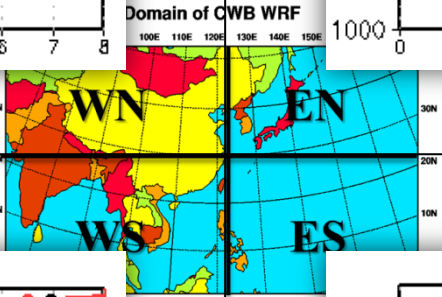 Domain of CWB WRF
100E 110E 120E 130E 140E 150E
1000
0
6 7 8
WN EN
30N
20N
10N
WS ES